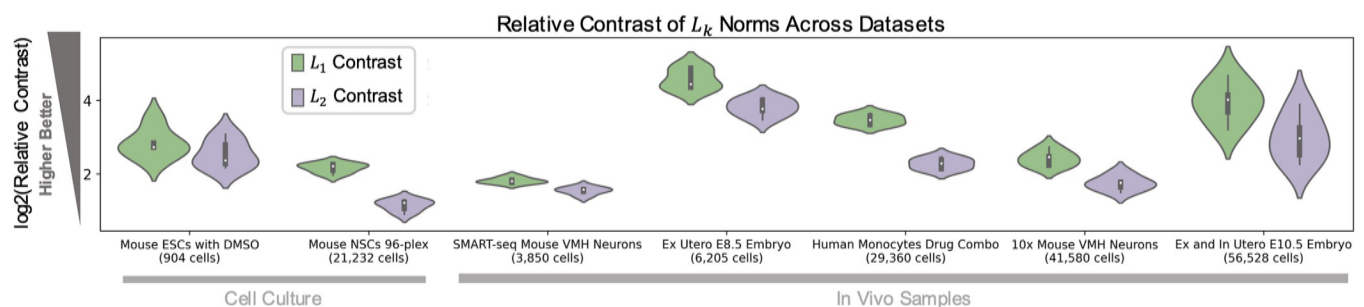 Relative Contrast of Lₖ Norms Across Datasets
log2(Relative Contrast)
Higher Better
L₁ Contrast
L₂ Contrast
4
2
Mouse ESCs with DMSO
(904 cells)
Mouse NSCs 96-plex
(21,232 cells)
SMART-seq Mouse VMH Neurons
(3,850 cells)
Ex Utero E8.5 Embryo
(6,205 cells)
Human Monocytes Drug Combo
(29,360 cells)
10x Mouse VMH Neurons
(41,580 cells)
Ex and In Utero E10.5 Embryo
(56,528 cells)
Cell Culture
In Vivo Samples